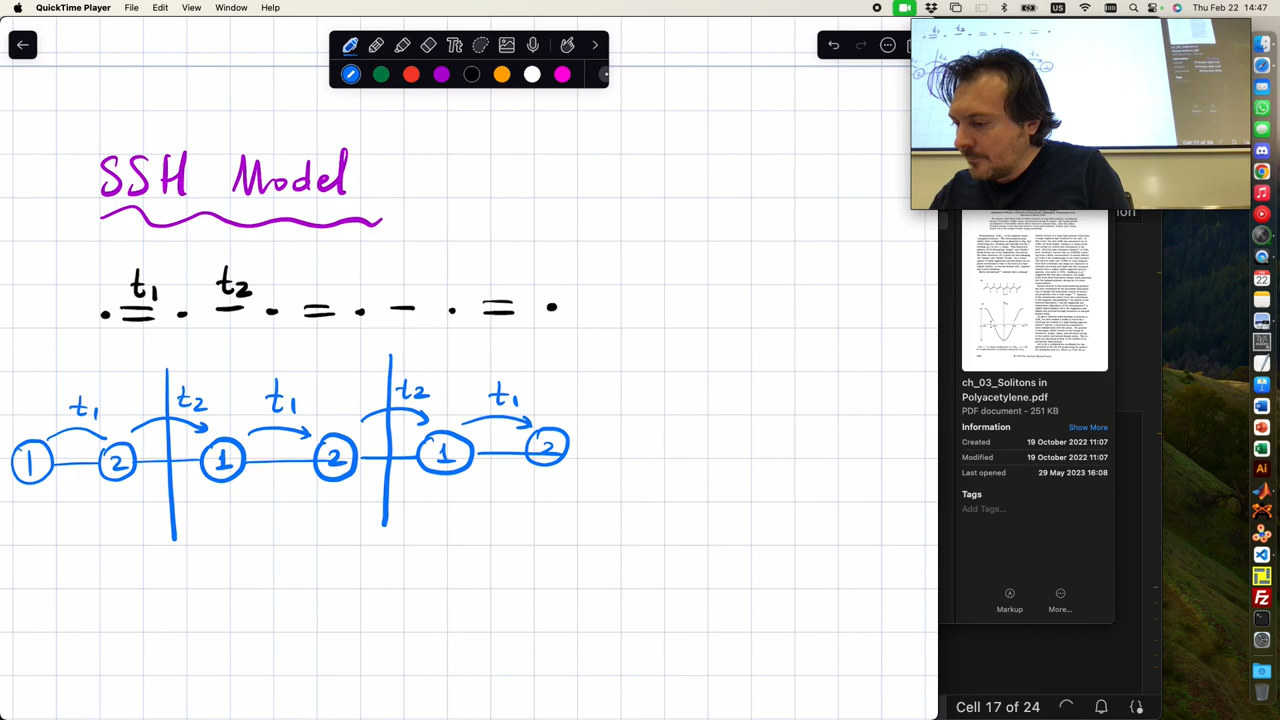 QuickTime Player File Edit View Window Help
US
Thu Feb 22 14:47
SSH Model
t₁ t₂
. = . - . = . - . = .
t₁ t₂ t₁ t₂ t₁
1 2 1 2 1 2
ch_03_Solitons in
Polyacetylene.pdf
PDF document - 251 KB
Information Show More
Created 19 October 2022 11:07
Modified 19 October 2022 11:07
Last opened 29 May 2023 16:08
Tags
Add Tags...
Markup More...
Cell 17 of 24